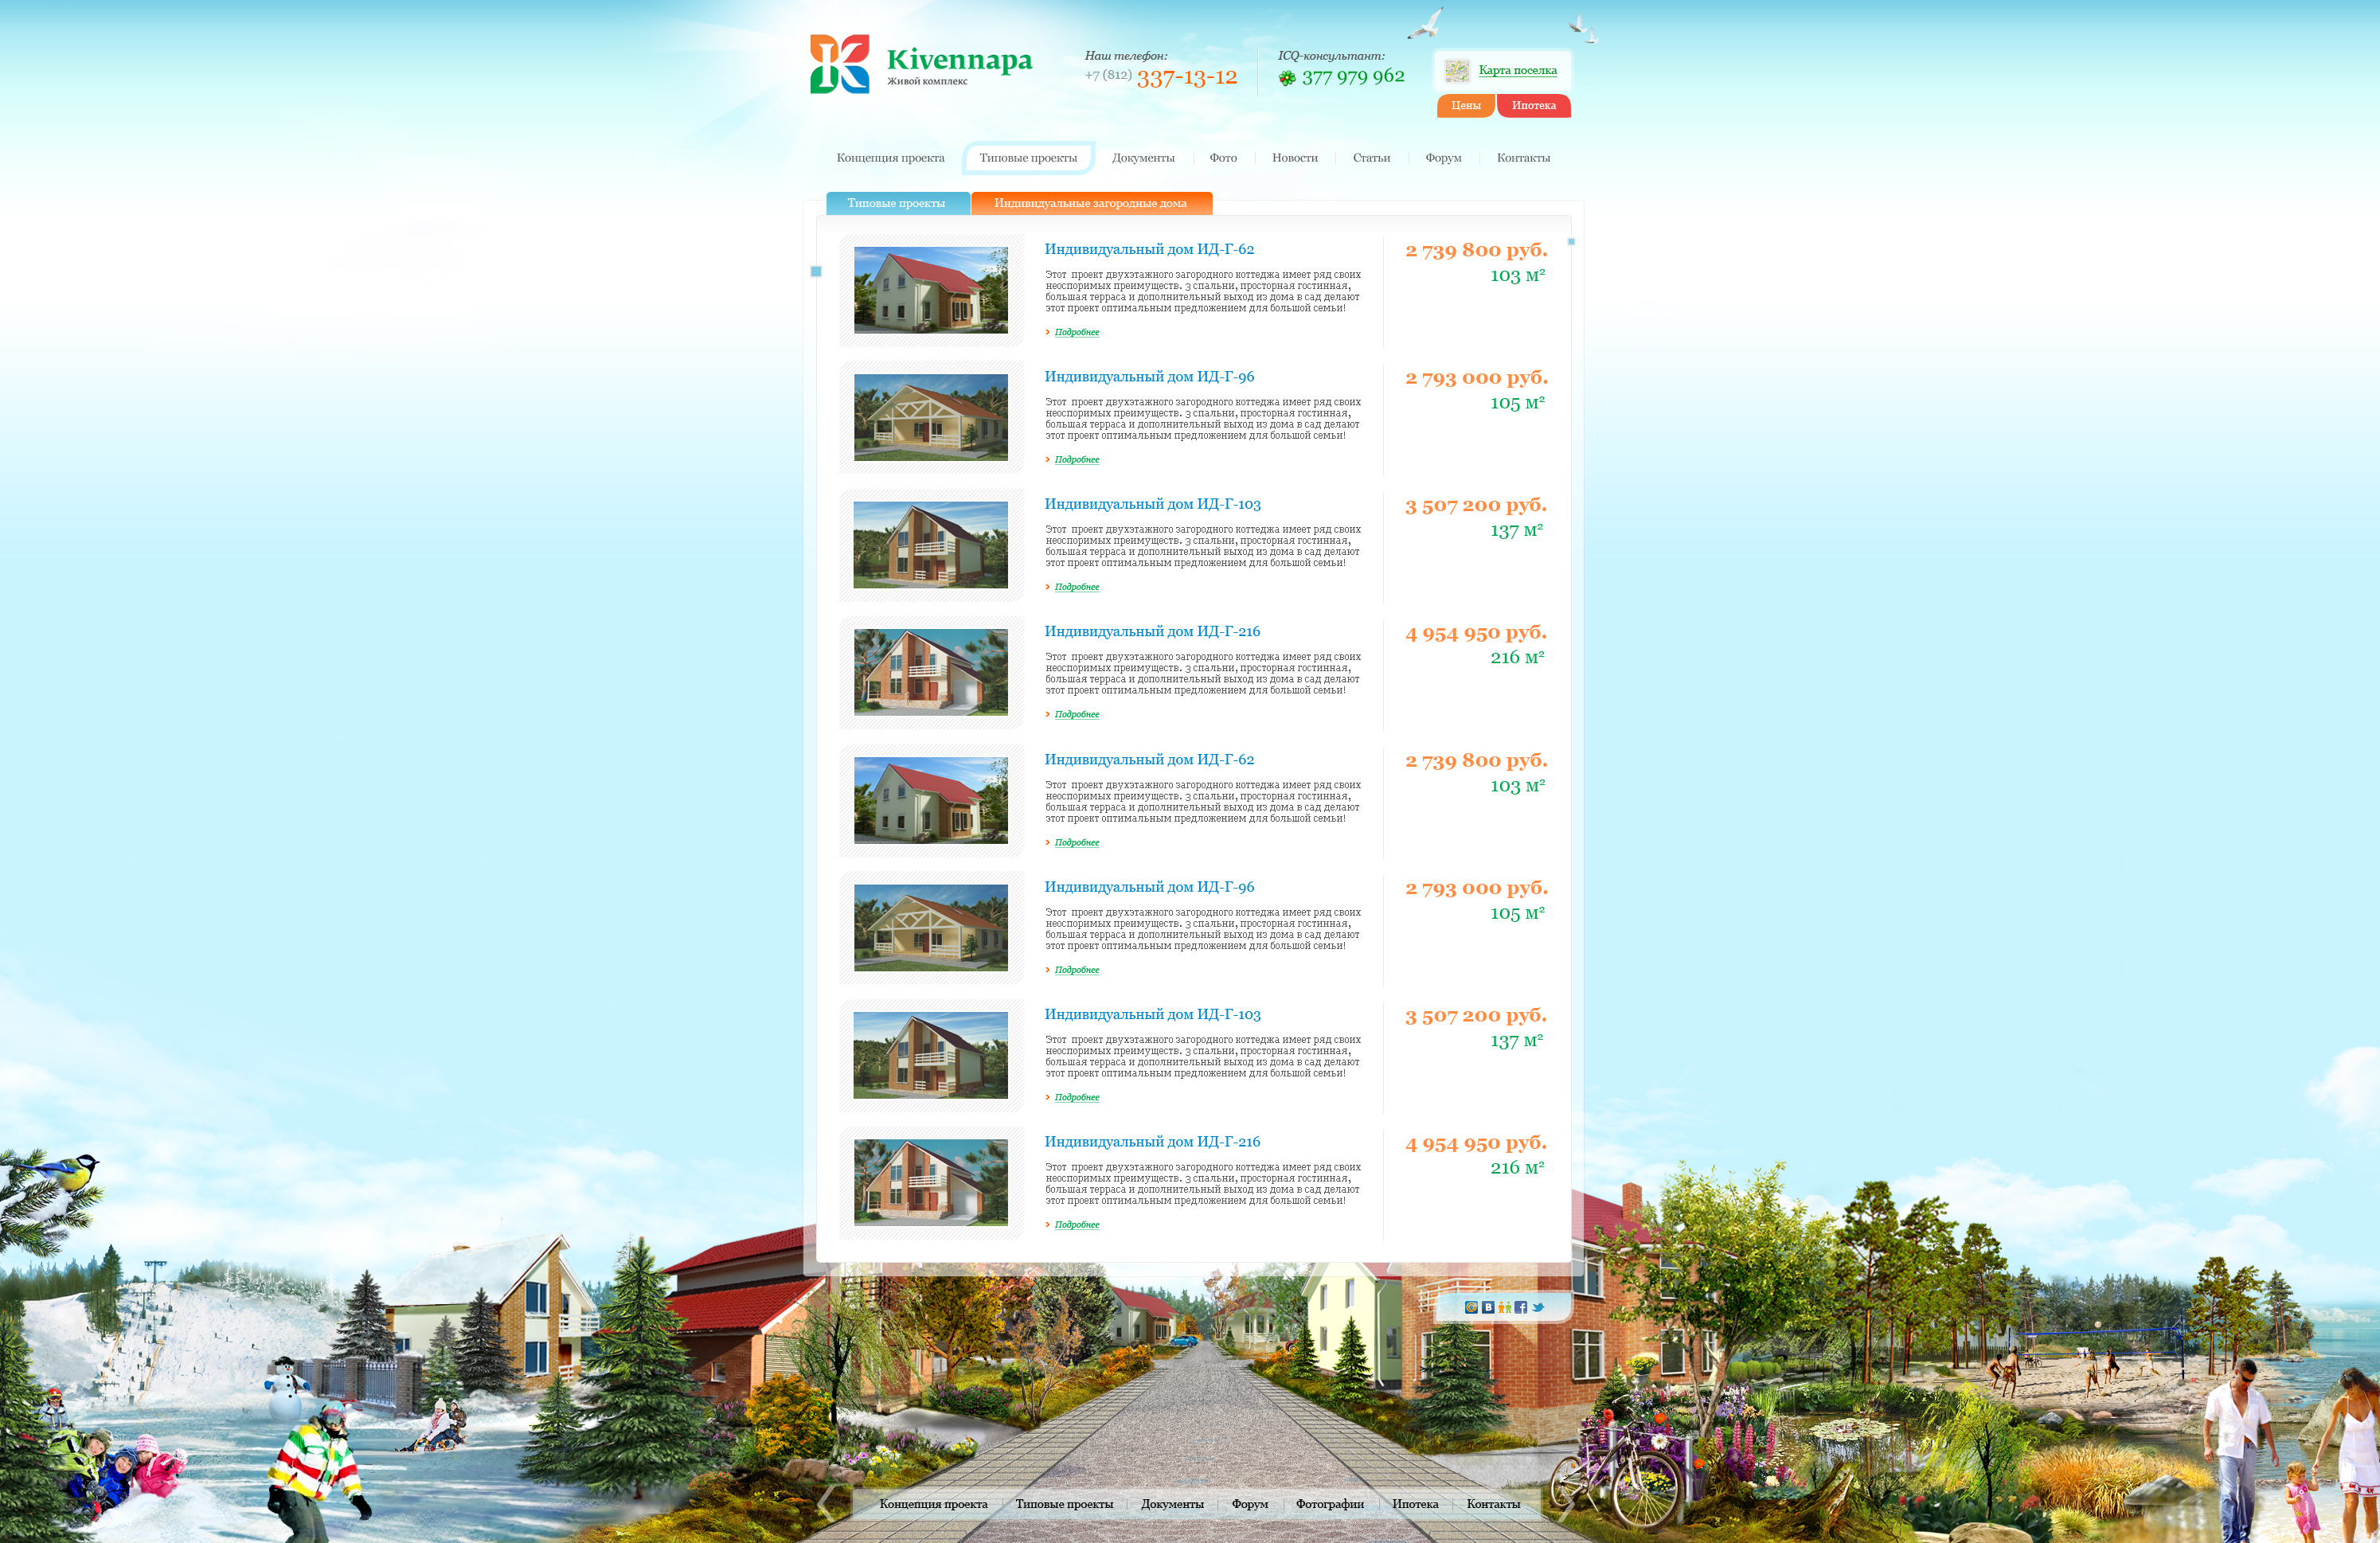 Kivennapa
Живой комплекс
Наш телефон:
+7 (812) 337-13-12
ICQ-консультант:
377 979 962
Карта поселка
Цены Ипотека
Концепция проекта Типовые проекты Документы Фото Новости Статьи Форум Контакты
Типовые проекты Индивидуальные загородные дома
Индивидуальный дом ИД-Г-62
Этот проект двухэтажного загородного коттеджа имеет ряд своих
неоспоримых преимуществ. 3 спальни, просторная гостинная,
большая терраса и дополнительный выход из дома в сад делают
этот проект оптимальным предложением для большой семьи!
Подробнее
2 739 800 руб.
103 м²
Индивидуальный дом ИД-Г-96
Этот проект двухэтажного загородного коттеджа имеет ряд своих
неоспоримых преимуществ. 3 спальни, просторная гостинная,
большая терраса и дополнительный выход из дома в сад делают
этот проект оптимальным предложением для большой семьи!
Подробнее
2 793 000 руб.
105 м²
Индивидуальный дом ИД-Г-103
Этот проект двухэтажного загородного коттеджа имеет ряд своих
неоспоримых преимуществ. 3 спальни, просторная гостинная,
большая терраса и дополнительный выход из дома в сад делают
этот проект оптимальным предложением для большой семьи!
Подробнее
3 507 200 руб.
137 м²
Индивидуальный дом ИД-Г-216
Этот проект двухэтажного загородного коттеджа имеет ряд своих
неоспоримых преимуществ. 3 спальни, просторная гостинная,
большая терраса и дополнительный выход из дома в сад делают
этот проект оптимальным предложением для большой семьи!
Подробнее
4 954 950 руб.
216 м²
Индивидуальный дом ИД-Г-62
Этот проект двухэтажного загородного коттеджа имеет ряд своих
неоспоримых преимуществ. 3 спальни, просторная гостинная,
большая терраса и дополнительный выход из дома в сад делают
этот проект оптимальным предложением для большой семьи!
Подробнее
2 739 800 руб.
103 м²
Индивидуальный дом ИД-Г-96
Этот проект двухэтажного загородного коттеджа имеет ряд своих
неоспоримых преимуществ. 3 спальни, просторная гостинная,
большая терраса и дополнительный выход из дома в сад делают
этот проект оптимальным предложением для большой семьи!
Подробнее
2 793 000 руб.
105 м²
Индивидуальный дом ИД-Г-103
Этот проект двухэтажного загородного коттеджа имеет ряд своих
неоспоримых преимуществ. 3 спальни, просторная гостинная,
большая терраса и дополнительный выход из дома в сад делают
этот проект оптимальным предложением для большой семьи!
Подробнее
3 507 200 руб.
137 м²
Индивидуальный дом ИД-Г-216
Этот проект двухэтажного загородного коттеджа имеет ряд своих
неоспоримых преимуществ. 3 спальни, просторная гостинная,
большая терраса и дополнительный выход из дома в сад делают
этот проект оптимальным предложением для большой семьи!
Подробнее
4 954 950 руб.
216 м²
Концепция проекта Типовые проекты Документы Форум Фотографии Ипотека Контакты